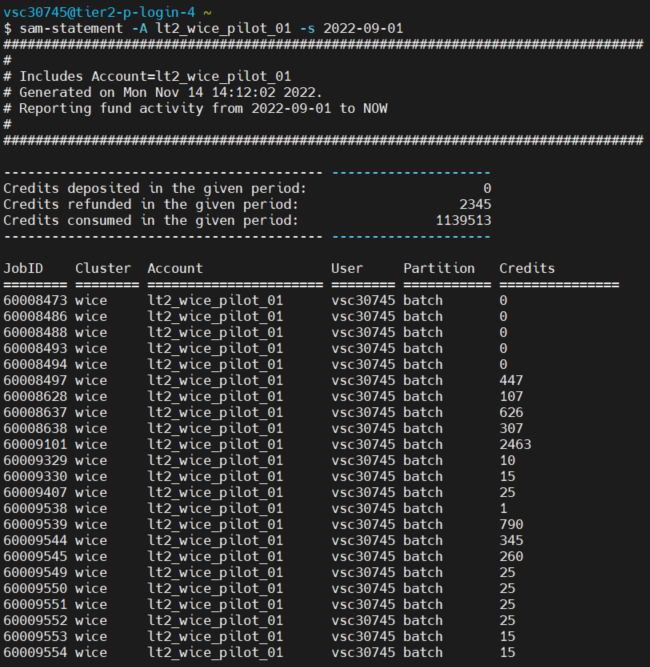 vsc30745@tier2-p-login-4 ~
$ sam-statement -A lt2_wice_pilot_01 -s 2022-09-01
################################################################################
#
# Includes Account=lt2_wice_pilot_01
# Generated on Mon Nov 14 14:12:02 2022.
# Reporting fund activity from 2022-09-01 to NOW
#
################################################################################
---------------------------------------- --------------------
Credits deposited in the given period: 0
Credits refunded in the given period: 2345
Credits consumed in the given period: 1139513
---------------------------------------- --------------------
JobID Cluster Account User Partition Credits
======== ======== ====================== ======== =========== ===============
60008473 wice lt2_wice_pilot_01 vsc30745 batch 0
60008486 wice lt2_wice_pilot_01 vsc30745 batch 0
60008488 wice lt2_wice_pilot_01 vsc30745 batch 0
60008493 wice lt2_wice_pilot_01 vsc30745 batch 0
60008494 wice lt2_wice_pilot_01 vsc30745 batch 0
60008497 wice lt2_wice_pilot_01 vsc30745 batch 447
60008628 wice lt2_wice_pilot_01 vsc30745 batch 107
60008637 wice lt2_wice_pilot_01 vsc30745 batch 626
60008638 wice lt2_wice_pilot_01 vsc30745 batch 307
60009101 wice lt2_wice_pilot_01 vsc30745 batch 2463
60009329 wice lt2_wice_pilot_01 vsc30745 batch 10
60009330 wice lt2_wice_pilot_01 vsc30745 batch 15
60009407 wice lt2_wice_pilot_01 vsc30745 batch 25
60009538 wice lt2_wice_pilot_01 vsc30745 batch 1
60009539 wice lt2_wice_pilot_01 vsc30745 batch 790
60009544 wice lt2_wice_pilot_01 vsc30745 batch 345
60009545 wice lt2_wice_pilot_01 vsc30745 batch 260
60009549 wice lt2_wice_pilot_01 vsc30745 batch 25
60009550 wice lt2_wice_pilot_01 vsc30745 batch 25
60009551 wice lt2_wice_pilot_01 vsc30745 batch 25
60009552 wice lt2_wice_pilot_01 vsc30745 batch 25
60009553 wice lt2_wice_pilot_01 vsc30745 batch 15
60009554 wice lt2_wice_pilot_01 vsc30745 batch 15